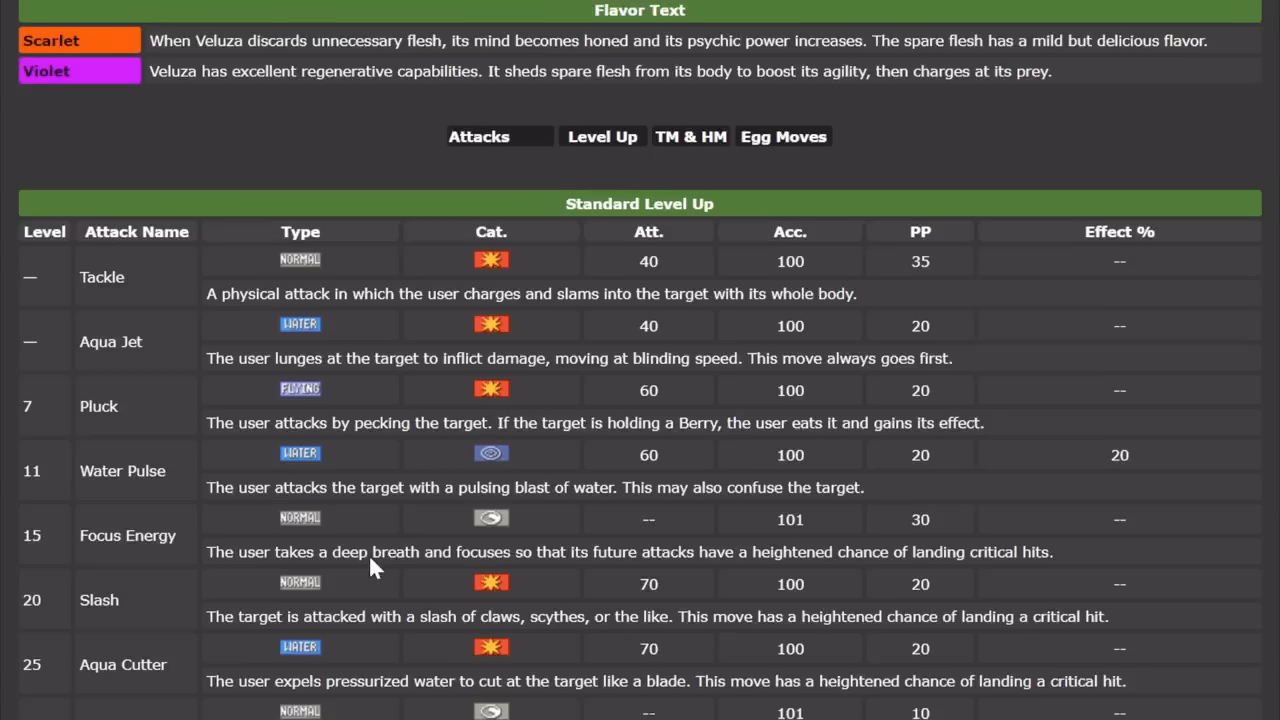 Flavor Text
Scarlet When Veluza discards unnecessary flesh, its mind becomes honed and its psychic power increases. The spare flesh has a mild but delicious flavor.
Violet Veluza has excellent regenerative capabilities. It sheds spare flesh from its body to boost its agility, then charges at its prey.
Attacks Level Up TM & HM Egg Moves
Standard Level Up
Level Attack Name Type Cat. Att. Acc. PP Effect %
— Tackle NORMAL 40 100 35 --
A physical attack in which the user charges and slams into the target with its whole body.
— Aqua Jet WATER 40 100 20 --
The user lunges at the target to inflict damage, moving at blinding speed. This move always goes first.
7 Pluck FLYING 60 100 20 --
The user attacks by pecking the target. If the target is holding a Berry, the user eats it and gains its effect.
11 Water Pulse WATER 60 100 20 20
The user attacks the target with a pulsing blast of water. This may also confuse the target.
15 Focus Energy NORMAL -- 101 30 --
The user takes a deep breath and focuses so that its future attacks have a heightened chance of landing critical hits.
20 Slash NORMAL 70 100 20 --
The target is attacked with a slash of claws, scythes, or the like. This move has a heightened chance of landing a critical hit.
25 Aqua Cutter WATER 70 100 20 --
The user expels pressurized water to cut at the target like a blade. This move has a heightened chance of landing a critical hit.
NORMAL -- 101 10 --